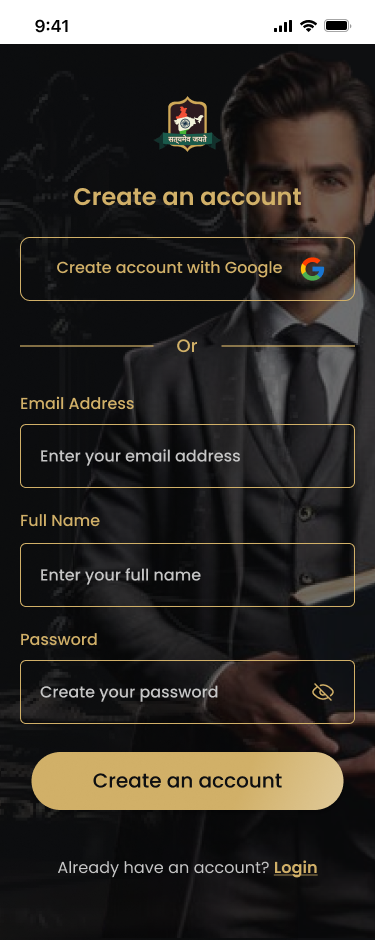 9:41
सत्यमेव जयते
Create an account
Create account with Google
Or
Email Address
Enter your email address
Full Name
Enter your full name
Password
Create your password
Create an account
Already have an account? Login